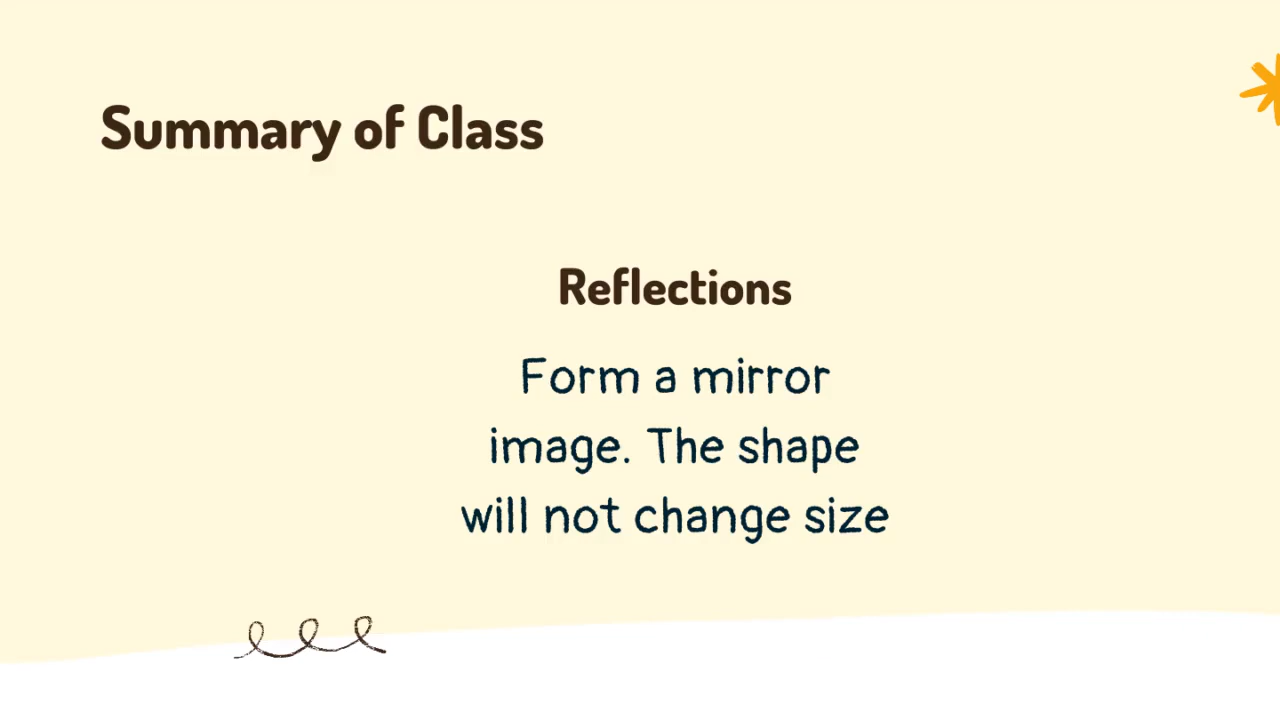 Summary of Class
Reflections
Form a mirror
image. The shape
will not change size